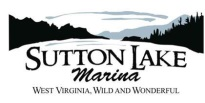 SUTTON LAKE
Marina
WEST VIRGINIA, WILD AND WONDERFUL